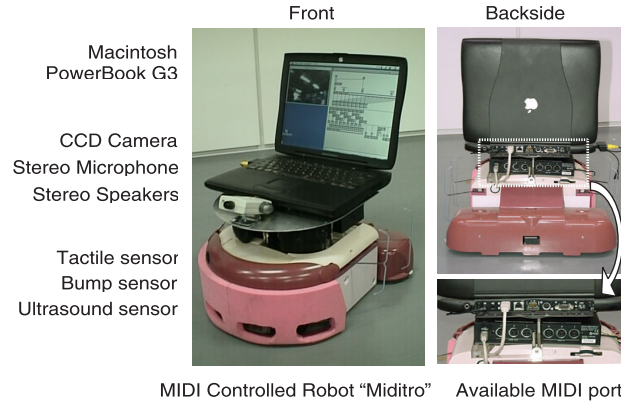 Front
Backside
Macintosh
PowerBook G3
CCD Camera
Stereo Microphone
Stereo Speakers
Tactile sensor
Bump sensor
Ultrasound sensor
MIDI Controlled Robot “Miditro”
Available MIDI port